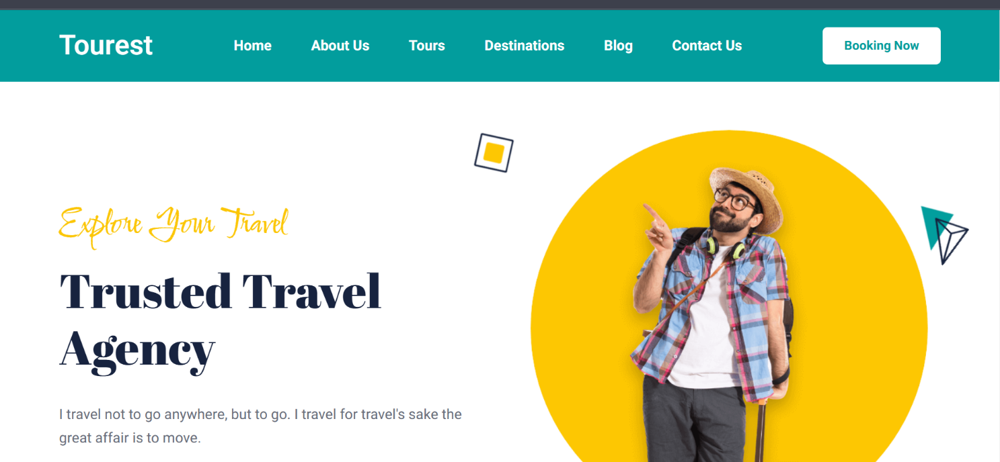 Tourest Home About Us Tours Destinations Blog Contact Us Booking Now
Explore Your Travel
Trusted Travel
Agency
I travel not to go anywhere, but to go. I travel for travel's sake the
great affair is to move.